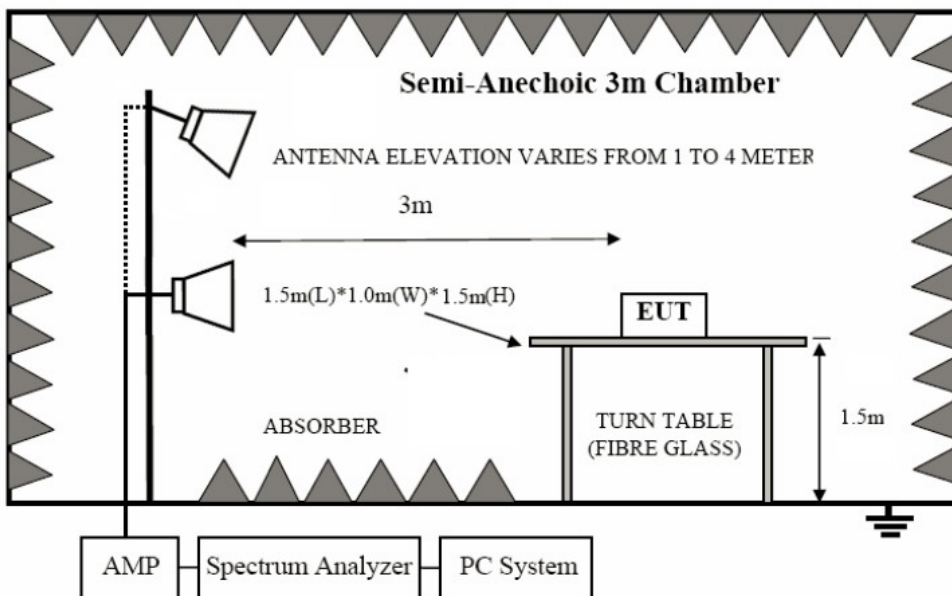 Semi-Anechoic 3m Chamber
ANTENNA ELEVATION VARIES FROM 1 TO 4 METER
3m
1.5m(L)*1.0m(W)*1.5m(H)
EUT
ABSORBER
TURN TABLE
(FIBRE GLASS)
1.5m
AMP
Spectrum Analyzer
PC System